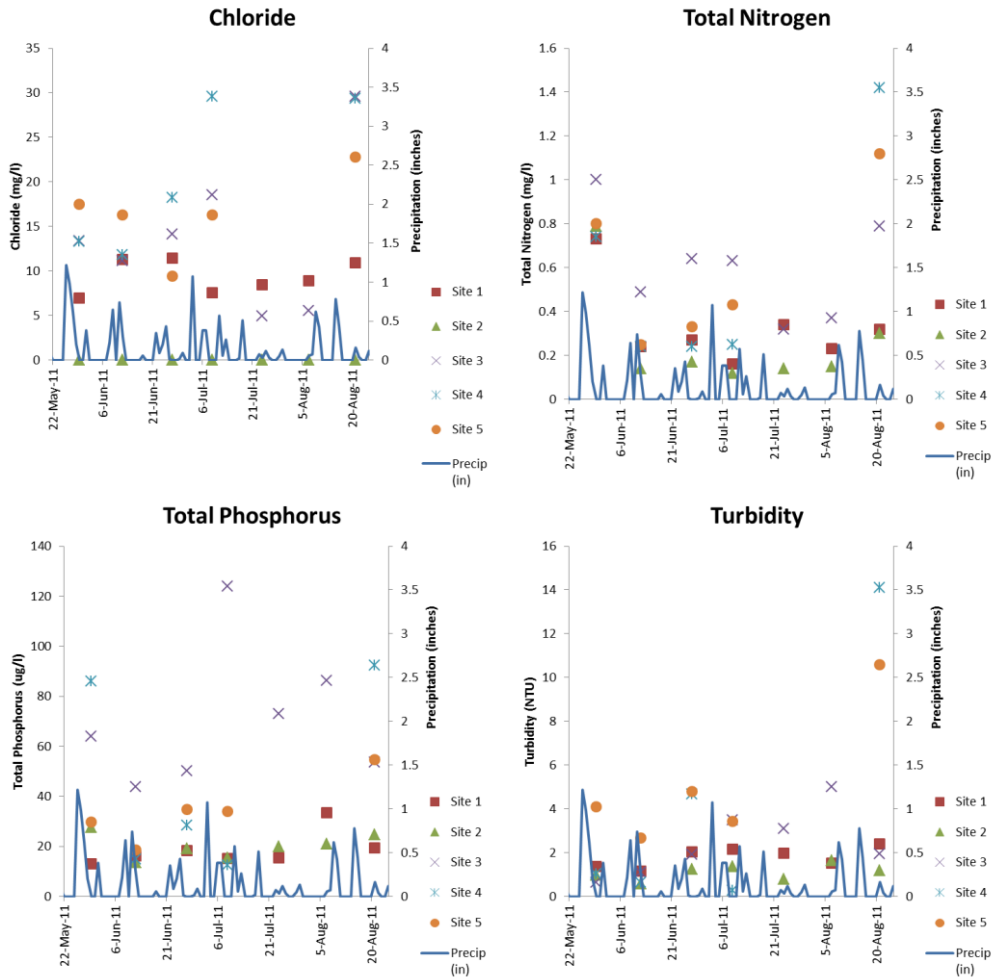 Chloride
35
30
25
20
15
10
5
0
Chloride (mg/l)
4
3.5
3
2.5
2
1.5
1
0.5
0
Precipitation (inches)
22-May-11
6-Jun-11
21-Jun-11
6-Jul-11
21-Jul-11
5-Aug-11
20-Aug-11
Site 1
Site 2
Site 3
Site 4
Site 5
Precip
(in)
Total Nitrogen
1.6
1.4
1.2
1
0.8
0.6
0.4
0.2
0
Total Nitrogen (mg/l)
4
3.5
3
2.5
2
1.5
1
0.5
0
Precipitation (inches)
22-May-11
6-Jun-11
21-Jun-11
6-Jul-11
21-Jul-11
5-Aug-11
20-Aug-11
Site 1
Site 2
Site 3
Site 4
Site 5
Precip
(in)
Total Phosphorus
140
120
100
80
60
40
20
0
Total Phosphorus (ug/l)
4
3.5
3
2.5
2
1.5
1
0.5
0
Precipitation (inches)
22-May-11
6-Jun-11
21-Jun-11
6-Jul-11
21-Jul-11
5-Aug-11
20-Aug-11
Site 1
Site 2
Site 3
Site 4
Site 5
Precip
(in)
Turbidity
16
14
12
10
8
6
4
2
0
Turbidity (NTU)
4
3.5
3
2.5
2
1.5
1
0.5
0
Precipitation (inches)
22-May-11
6-Jun-11
21-Jun-11
6-Jul-11
21-Jul-11
5-Aug-11
20-Aug-11
Site 1
Site 2
Site 3
Site 4
Site 5
Precip
(in)